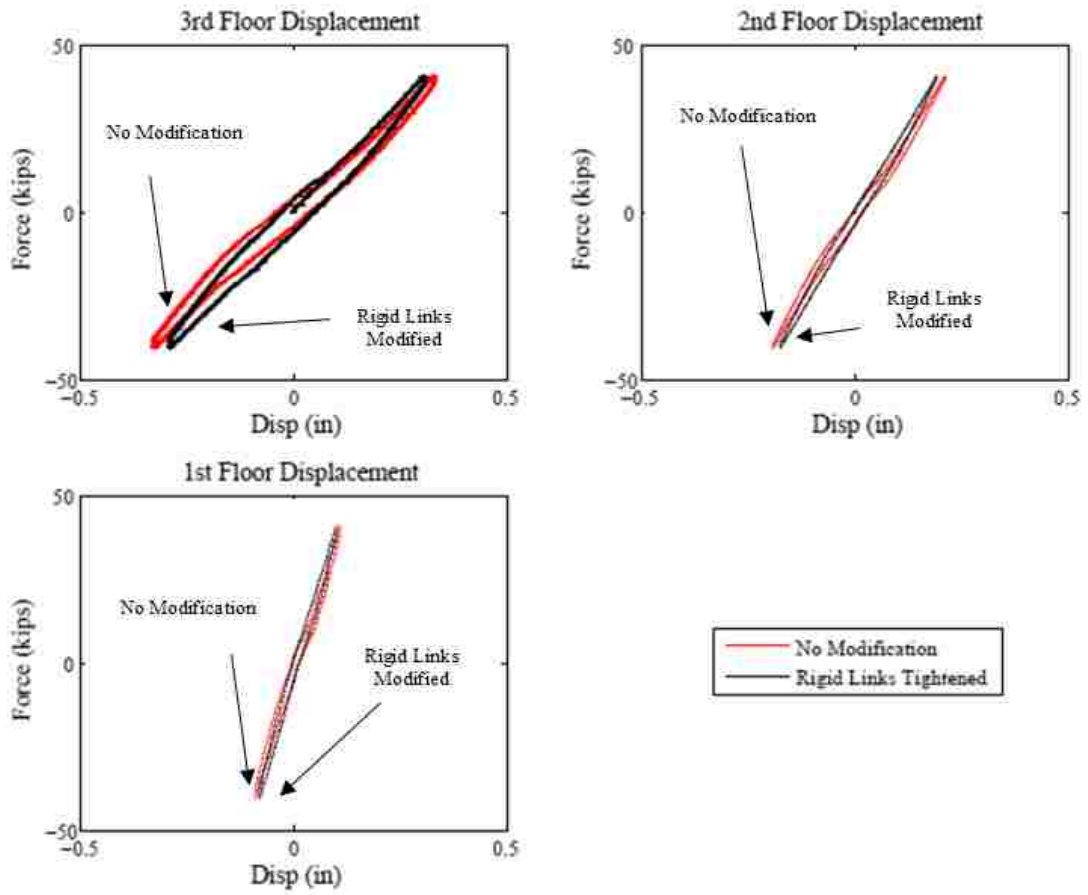 3rd Floor Displacement
50
No Modification
Force (kips)
0
Rigid Links
Modified
−50
−0.5
0
0.5
Disp (in)
2nd Floor Displacement
50
No Modification
Force (kips)
0
Rigid Links
Modified
−50
−0.5
0
0.5
Disp (in)
1st Floor Displacement
50
No Modification
Force (kips)
0
Rigid Links
Modified
−50
−0.5
0
0.5
Disp (in)
No Modification
Rigid Links Tightened